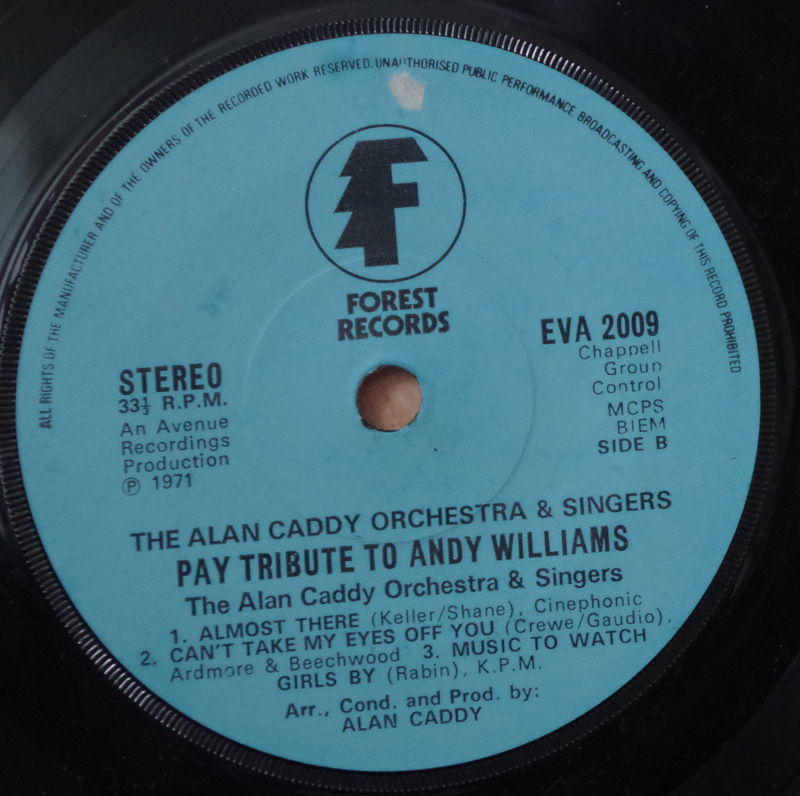 ALL RIGHTS OF THE MANUFACTURER AND OF THE OWNERS OF THE RECORDED WORK RESERVED. UNAUTHORISED PUBLIC PERFORMANCE BROADCASTING AND COPYING OF THIS RECORD PROHIBITED
F
FOREST
RECORDS
STEREO
33⅓ R.P.M.
An Avenue
Recordings
Production
℗ 1971
EVA 2009
Chappell
Group
Control
MCPS
BIEM
SIDE B
THE ALAN CADDY ORCHESTRA & SINGERS
PAY TRIBUTE TO ANDY WILLIAMS
The Alan Caddy Orchestra & Singers
1. ALMOST THERE (Keller/Shane), Cinephonic
2. CAN'T TAKE MY EYES OFF YOU (Crewe/Gaudio),
Ardmore & Beechwood 3. MUSIC TO WATCH
GIRLS BY (Rabin), K.P.M.
Arr., Cond. and Prod. by:
ALAN CADDY